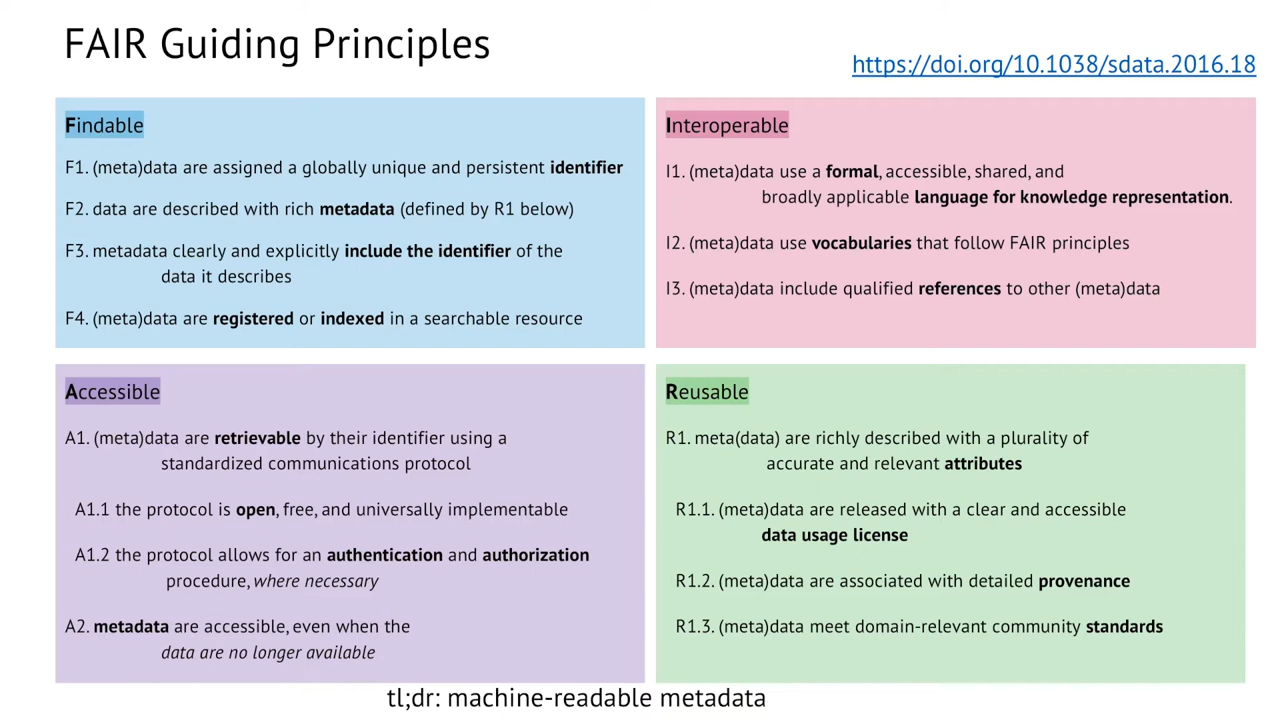 FAIR Guiding Principles
https://doi.org/10.1038/sdata.2016.18
Findable
F1. (meta)data are assigned a globally unique and persistent identifier
F2. data are described with rich metadata (defined by R1 below)
F3. metadata clearly and explicitly include the identifier of the
data it describes
F4. (meta)data are registered or indexed in a searchable resource
Interoperable
I1. (meta)data use a formal, accessible, shared, and
broadly applicable language for knowledge representation.
I2. (meta)data use vocabularies that follow FAIR principles
I3. (meta)data include qualified references to other (meta)data
Accessible
A1. (meta)data are retrievable by their identifier using a
standardized communications protocol
A1.1 the protocol is open, free, and universally implementable
A1.2 the protocol allows for an authentication and authorization
procedure, where necessary
A2. metadata are accessible, even when the
data are no longer available
Reusable
R1. meta(data) are richly described with a plurality of
accurate and relevant attributes
R1.1. (meta)data are released with a clear and accessible
data usage license
R1.2. (meta)data are associated with detailed provenance
R1.3. (meta)data meet domain-relevant community standards
tl;dr: machine-readable metadata